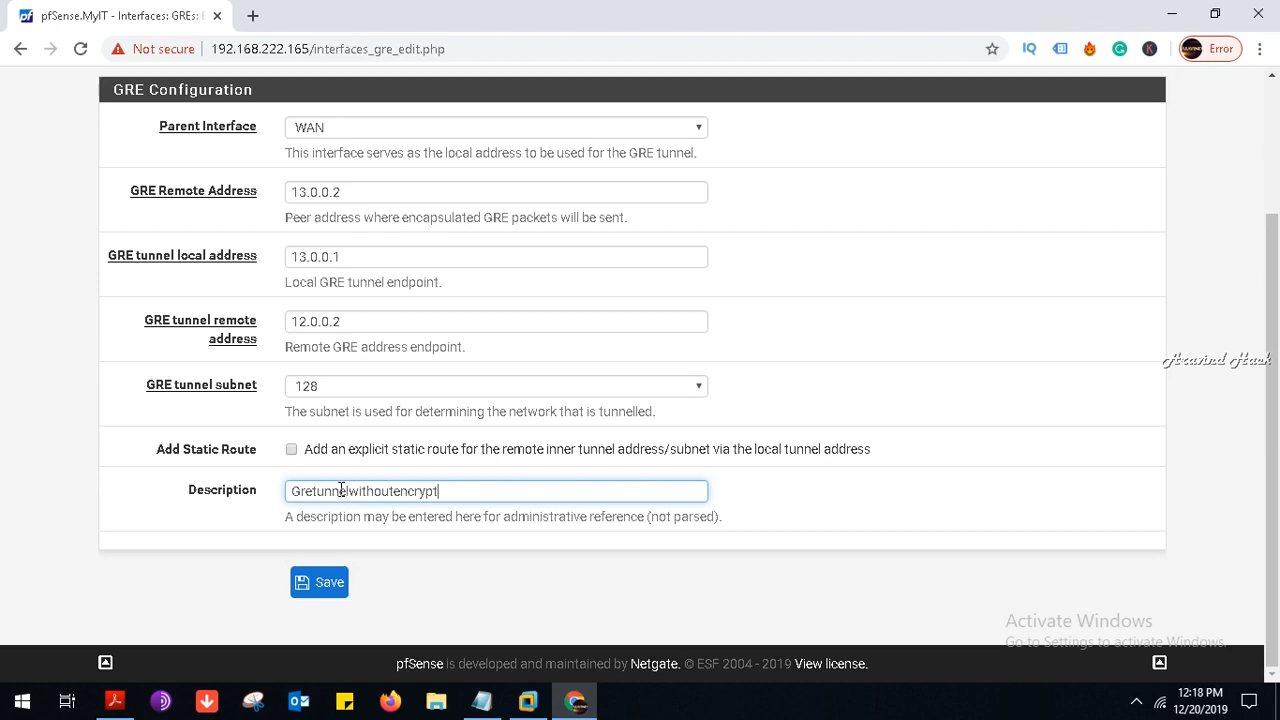 pfSense.MyIT - Interfaces: GREs: E
Not secure
192.168.222.165/interfaces_gre_edit.php
Error
GRE Configuration
Parent Interface
WAN
This interface serves as the local address to be used for the GRE tunnel.
GRE Remote Address
13.0.0.2
Peer address where encapsulated GRE packets will be sent.
GRE tunnel local address
13.0.0.1
Local GRE tunnel endpoint.
GRE tunnel remote
address
12.0.0.2
Remote GRE address endpoint.
GRE tunnel subnet
128
The subnet is used for determining the network that is tunnelled.
Add Static Route
Add an explicit static route for the remote inner tunnel address/subnet via the local tunnel address
Description
Gretunnelwithoutencrypt
A description may be entered here for administrative reference (not parsed).
Save
Aravind Hack
Activate Windows
Go to Settings to activate Windows.
pfSense is developed and maintained by Netgate. © ESF 2004 - 2019 View license.
12:18 PM
12/20/2019